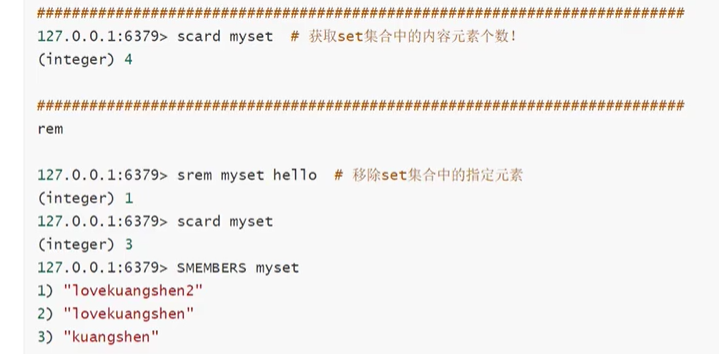 ##########################################################################
127.0.0.1:6379> scard myset  # 获取set集合中的内容元素个数!
(integer) 4
##########################################################################
rem
127.0.0.1:6379> srem myset hello  # 移除set集合中的指定元素
(integer) 1
127.0.0.1:6379> scard myset
(integer) 3
127.0.0.1:6379> SMEMBERS myset
1) "lovekuangshen2"
2) "lovekuangshen"
3) "kuangshen"